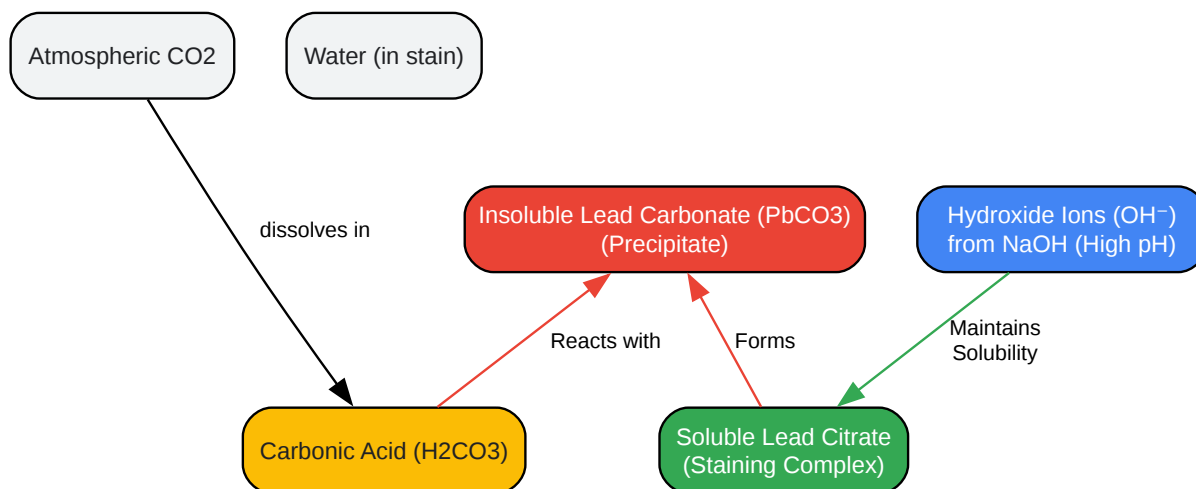 Atmospheric CO2
Water (in stain)
dissolves in
Insoluble Lead Carbonate (PbCO3)
(Precipitate)
Hydroxide Ions (OH⁻)
from NaOH (High pH)
Reacts with
Forms
Maintains
Solubility
Carbonic Acid (H2CO3)
Soluble Lead Citrate
(Staining Complex)